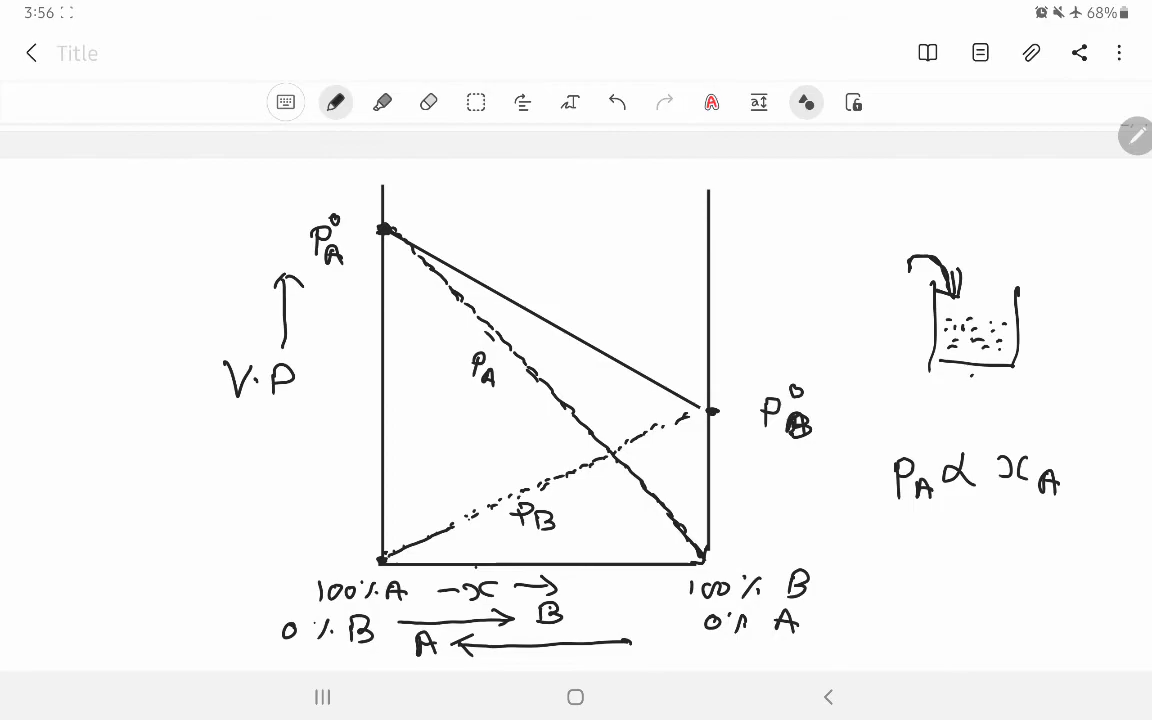 3:56
68%
Title
P°A
V.P
PA
P°B
PB
PA ∝ xA
100% A — x → 100% B
0% B → B 0% A
A ←